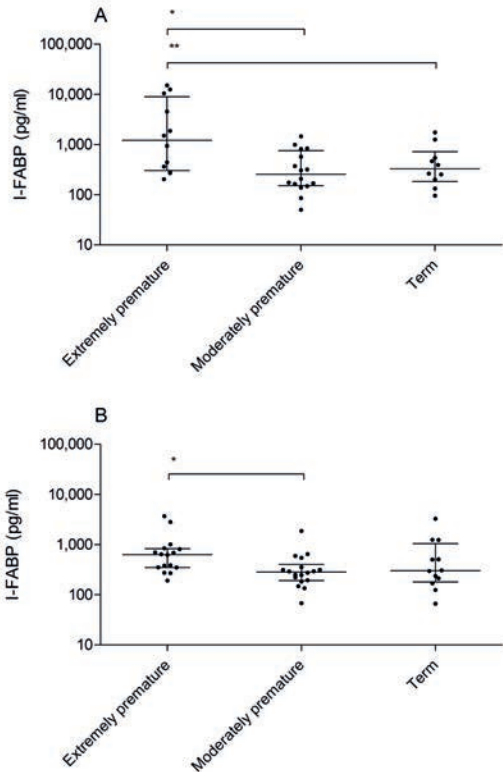 A
*
**
100,000
10,000
1,000
100
10
I-FABP (pg/ml)
Extremely premature
Moderately premature
Term
B
*
100,000
10,000
1,000
100
10
I-FABP (pg/ml)
Extremely premature
Moderately premature
Term